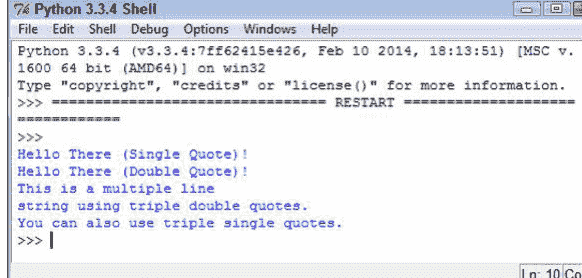 Python 3.3.4 Shell
File Edit Shell Debug Options Windows Help
Python 3.3.4 (v3.3.4:7ff62415e426, Feb 10 2014, 18:13:51) [MSC v.
1600 64 bit (AMD64)] on win32
Type "copyright", "credits" or "license()" for more information.
>>> ================================ RESTART ====================
============
>>>
Hello There (Single Quote)!
Hello There (Double Quote)!
This is a multiple line
string using triple double quotes.
You can also use triple single quotes.
>>>
Ln: 10 Co